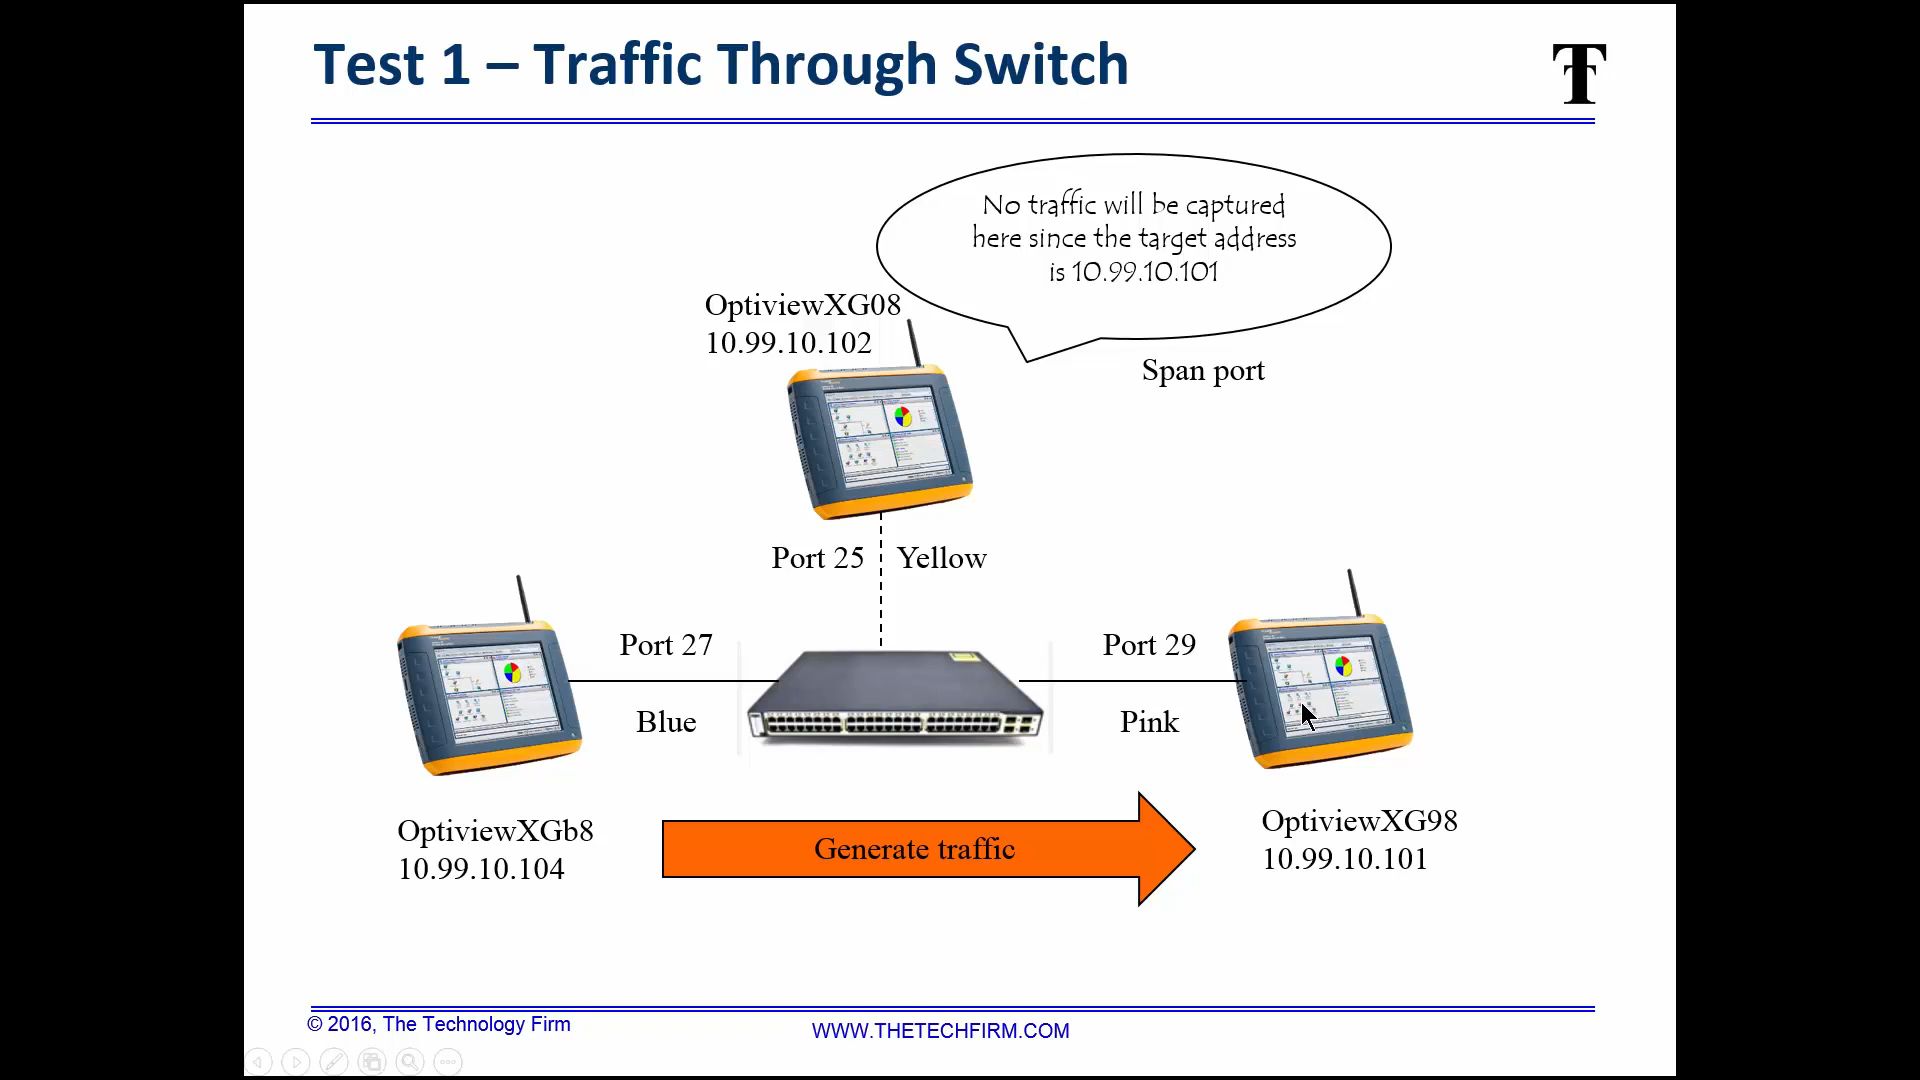 Test 1 – Traffic Through Switch
No traffic will be captured
here since the target address
is 10.99.10.101
OptiviewXG08
10.99.10.102
Span port
Port 25 Yellow
Port 27
Port 29
Blue
Pink
OptiviewXGb8
10.99.10.104
Generate traffic
OptiviewXG98
10.99.10.101
© 2016, The Technology Firm
WWW.THETECHFIRM.COM